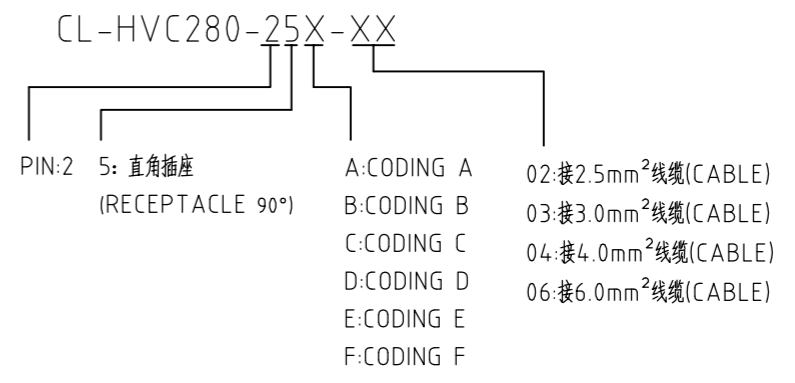 CL-HVC280-25X-XX
PIN:2
5: 直角插座
(RECEPTACLE 90°)
A:CODING A
B:CODING B
C:CODING C
D:CODING D
E:CODING E
F:CODING F
02:接2.5mm²线缆(CABLE)
03:接3.0mm²线缆(CABLE)
04:接4.0mm²线缆(CABLE)
06:接6.0mm²线缆(CABLE)